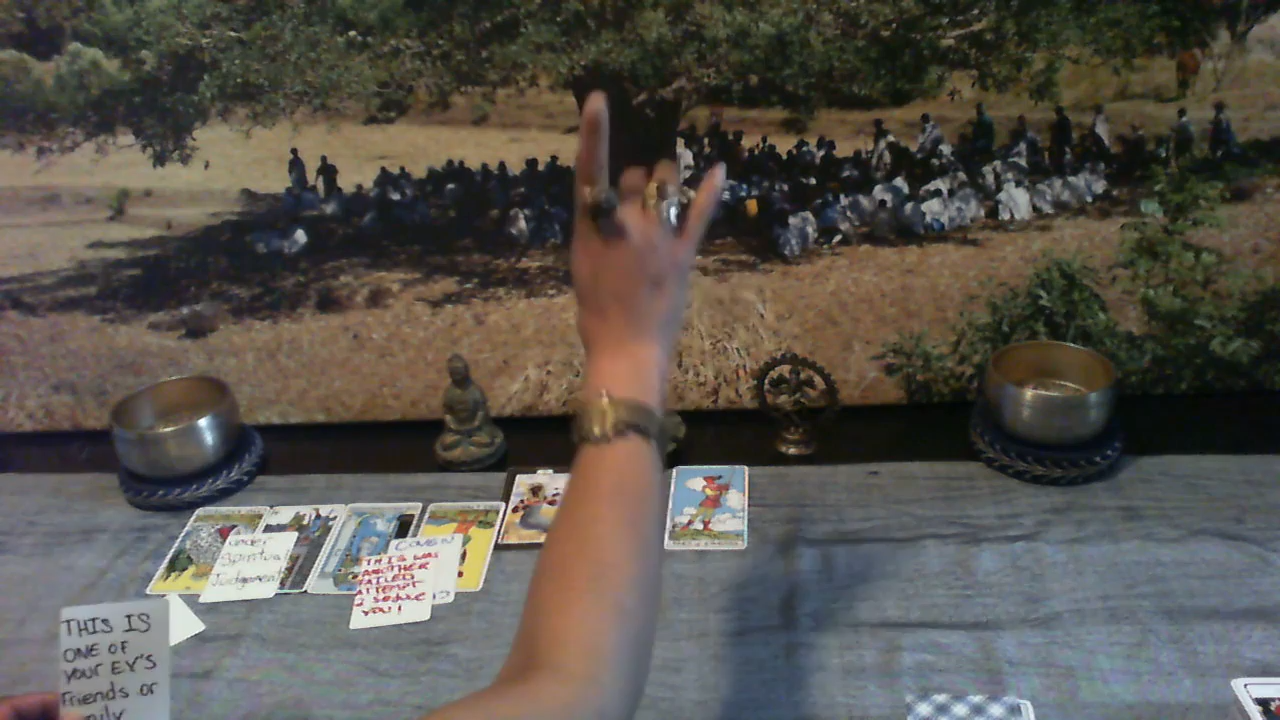 under
Spiritual
Judgement
COVEN
THIS WAS
ANOTHER
FAILED
ATTEMPT
2 seduce
YOU!
THIS IS
ONE OF
your EX'S
Friends or